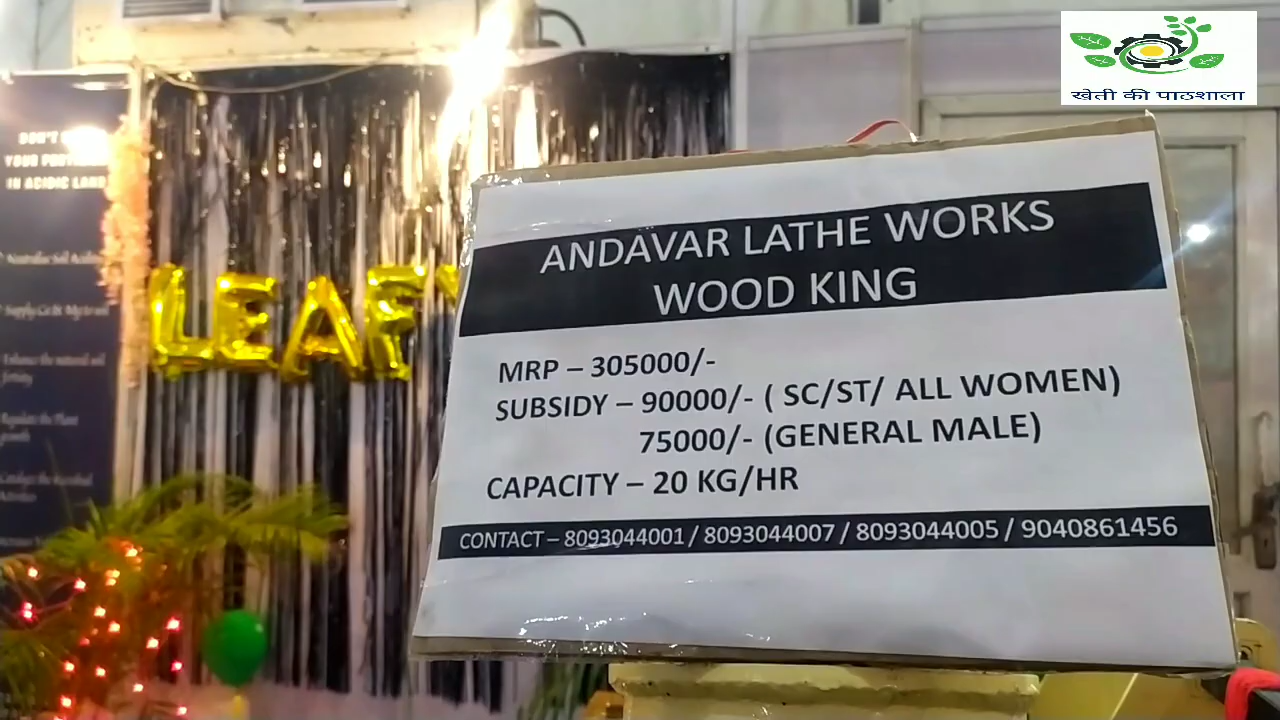 खेती की पाठशाला
DON'T
YOUR
IN ACIDIC LAND
LEAF
ANDAVAR LATHE WORKS
WOOD KING
MRP – 305000/-
SUBSIDY – 90000/- ( SC/ST/ ALL WOMEN)
75000/- (GENERAL MALE)
CAPACITY – 20 KG/HR
CONTACT – 8093044001 / 8093044007 / 8093044005 / 9040861456